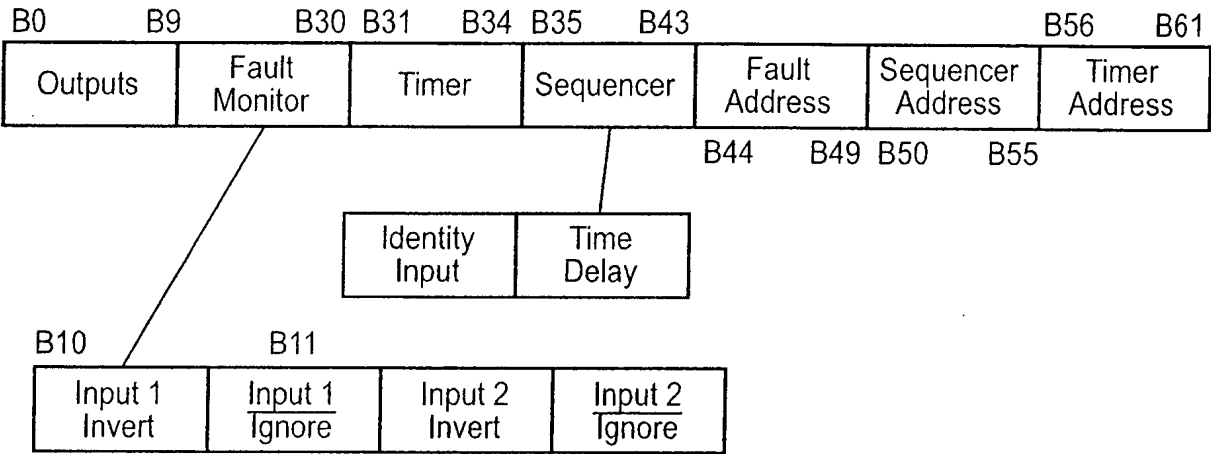 B0 B9 B30 B31 B34 B35 B43 B56 B61
Outputs
Fault
Monitor
Timer
Sequencer
Fault
Address
Sequencer
Address
Timer
Address
B44 B49 B50 B55
Identity
Input
Time
Delay
B10 B11
Input 1
Invert
Input 1
Ignore
Input 2
Invert
Input 2
Ignore